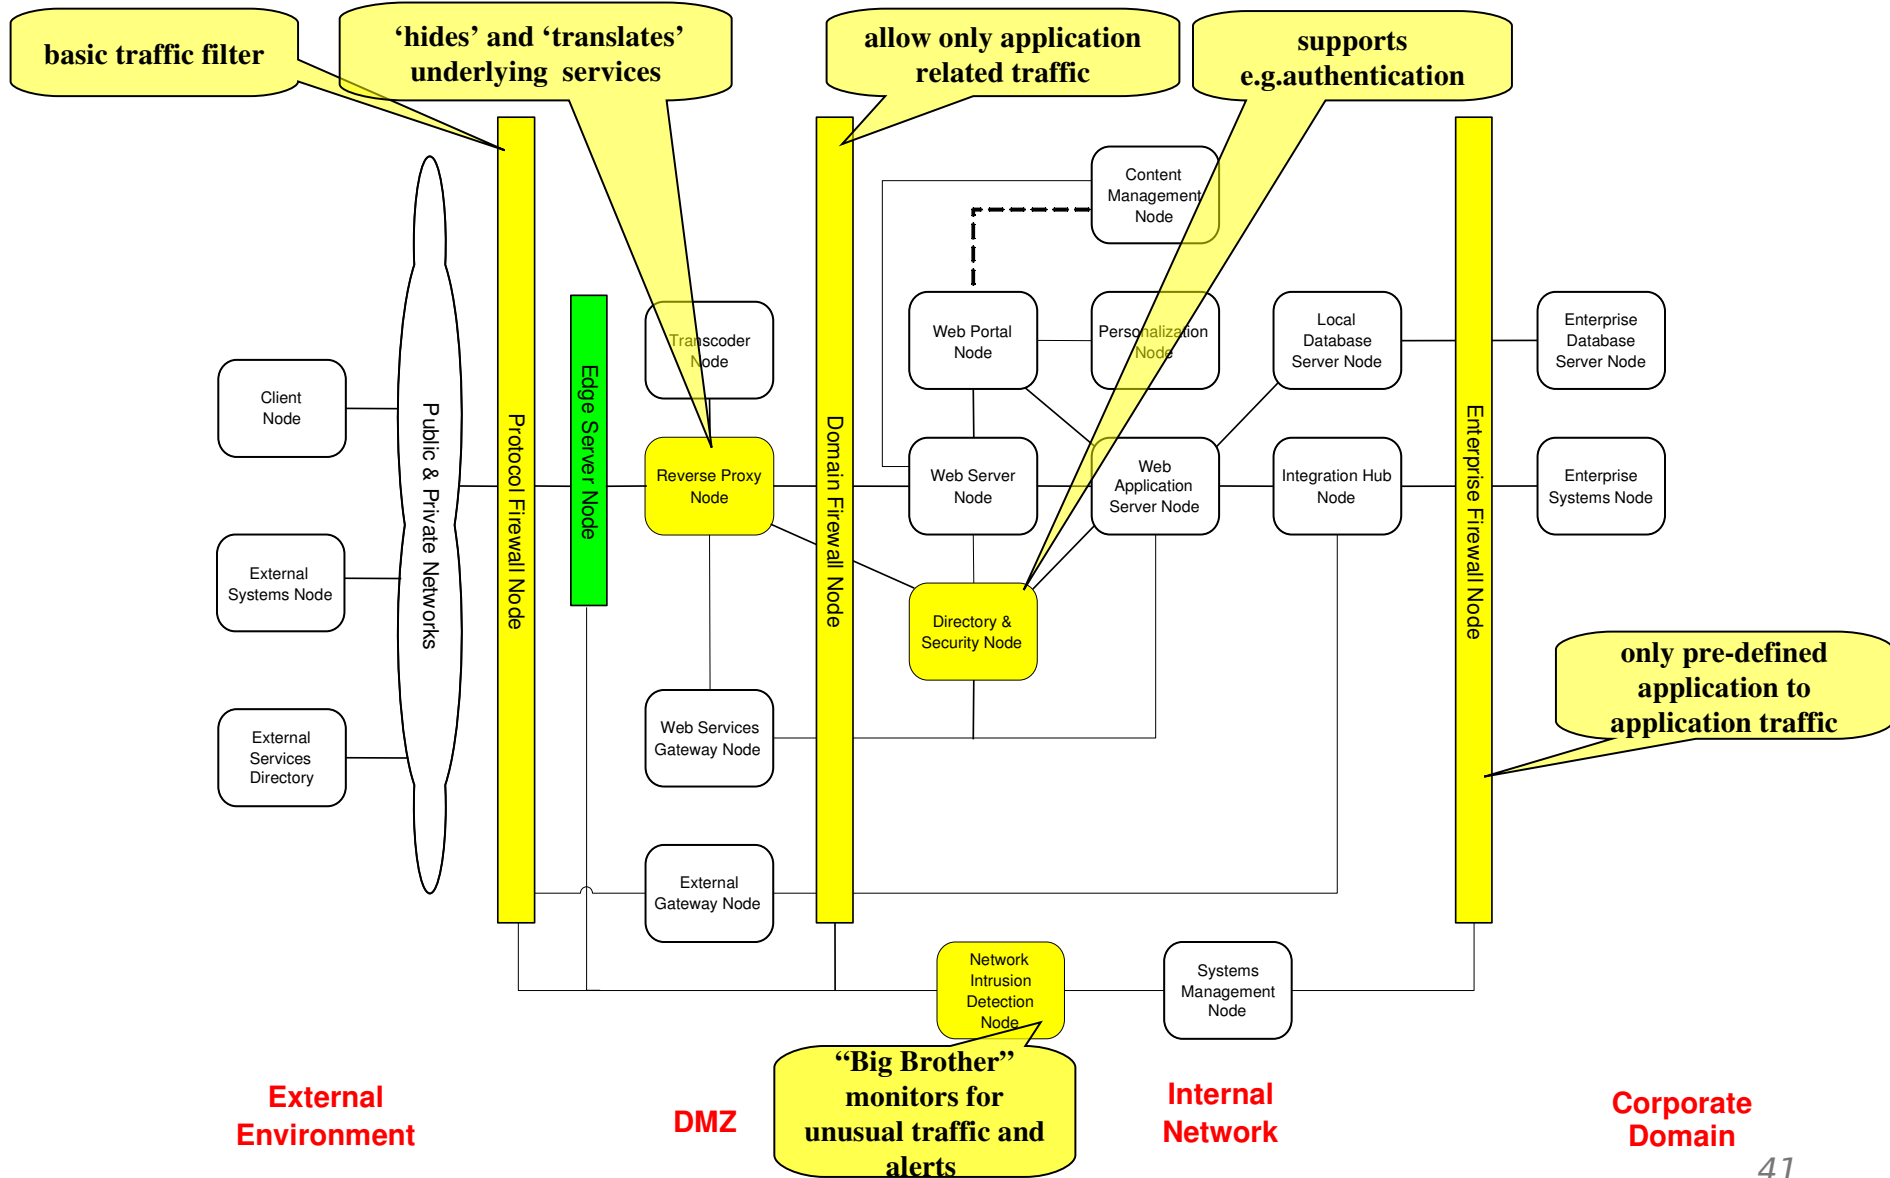 basic traffic filter
‘hides’ and ‘translates’
underlying services
allow only application
related traffic
supports
e.g.authentication
Content
Management
Node
Transcoder
Node
Web Portal
Node
Personalization
Node
Local
Database
Server Node
Enterprise
Database
Server Node
Client
Node
Public & Private Networks
Protocol Firewall Node
Edge Server Node
Reverse Proxy
Node
Domain Firewall Node
Web Server
Node
Web
Application
Server Node
Integration Hub
Node
Enterprise Firewall Node
Enterprise
Systems Node
External
Systems Node
Directory &
Security Node
only pre-defined
application to
application traffic
External
Services
Directory
Web Services
Gateway Node
External
Gateway Node
Network
Intrusion
Detection
Node
Systems
Management
Node
“Big Brother”
monitors for
unusual traffic and
alerts
External
Environment
DMZ
Internal
Network
Corporate
Domain
41